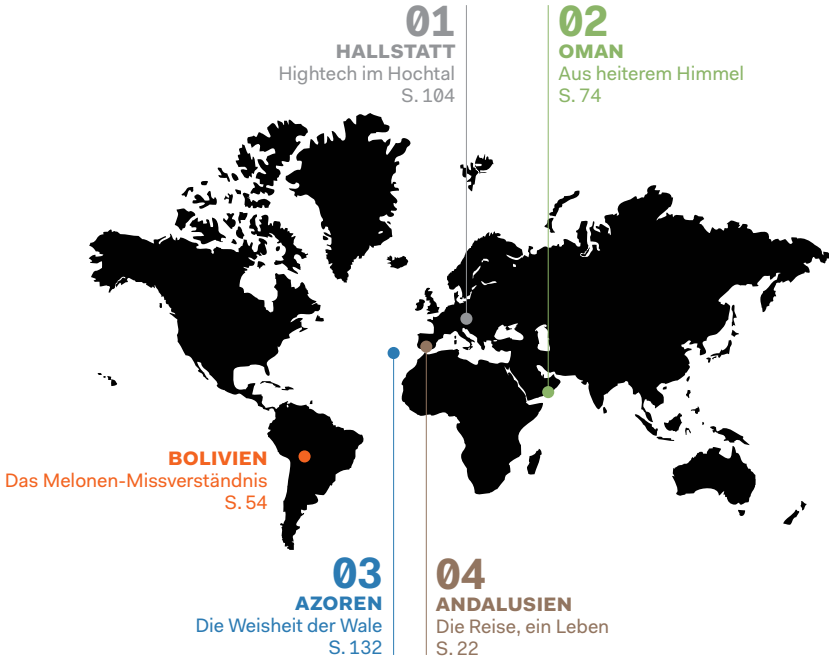 01
HALLSTATT
Hightech im Hochtal
S. 104
02
OMAN
Aus heiterem Himmel
S. 74
BOLIVIEN
Das Melonen-Missverständnis
S. 54
03
AZOREN
Die Weisheit der Wale
S. 132
04
ANDALUSIEN
Die Reise, ein Leben
S. 22